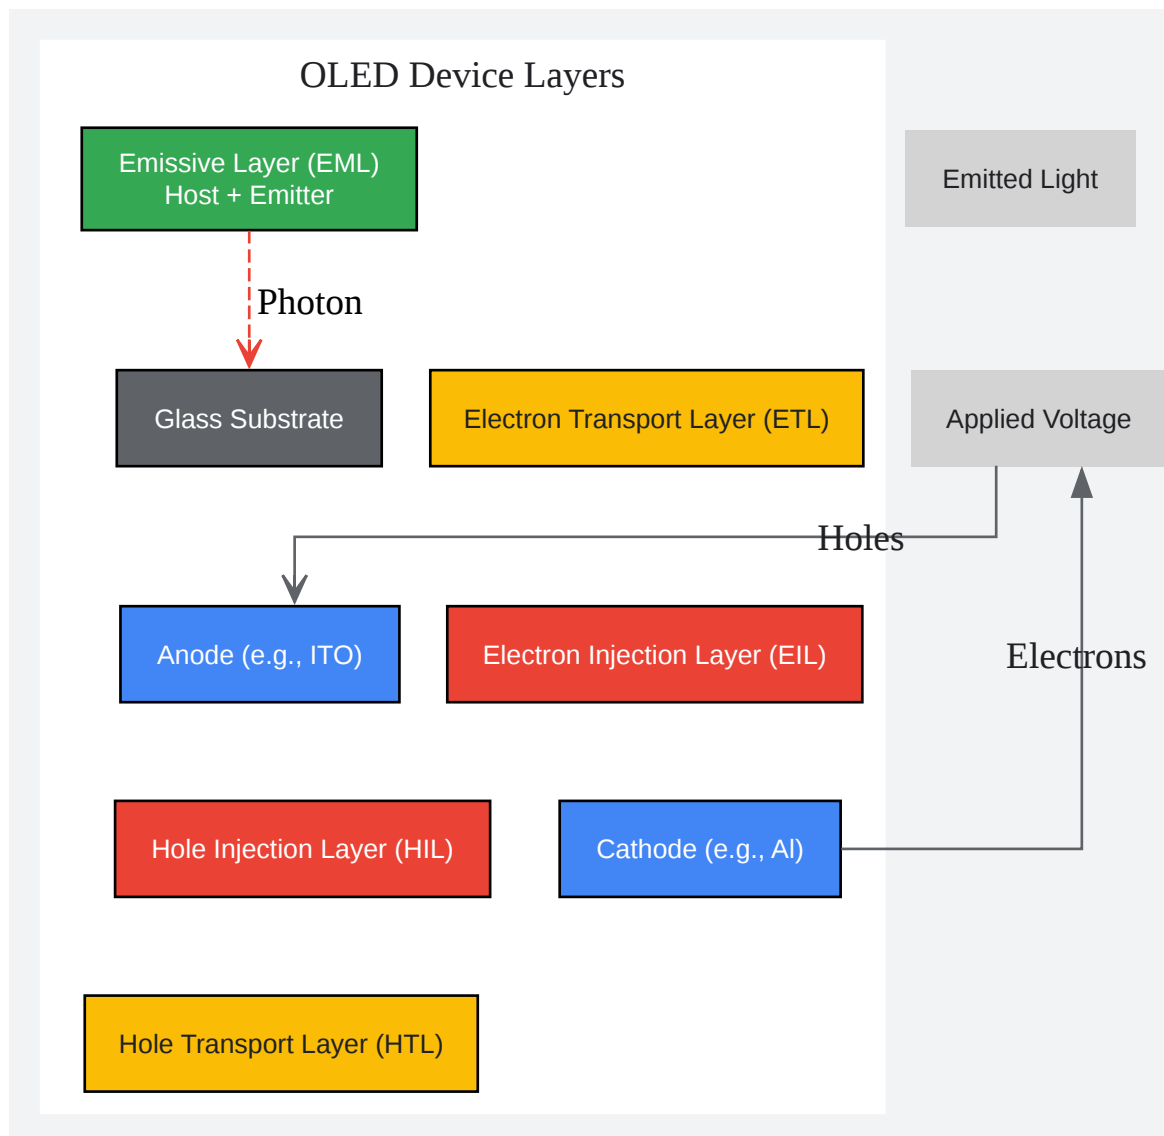 OLED Device Layers
Emissive Layer (EML)
Host + Emitter
Emitted Light
Photon
Glass Substrate
Electron Transport Layer (ETL)
Applied Voltage
Holes
Anode (e.g., ITO)
Electron Injection Layer (EIL)
Electrons
Hole Injection Layer (HIL)
Cathode (e.g., Al)
Hole Transport Layer (HTL)